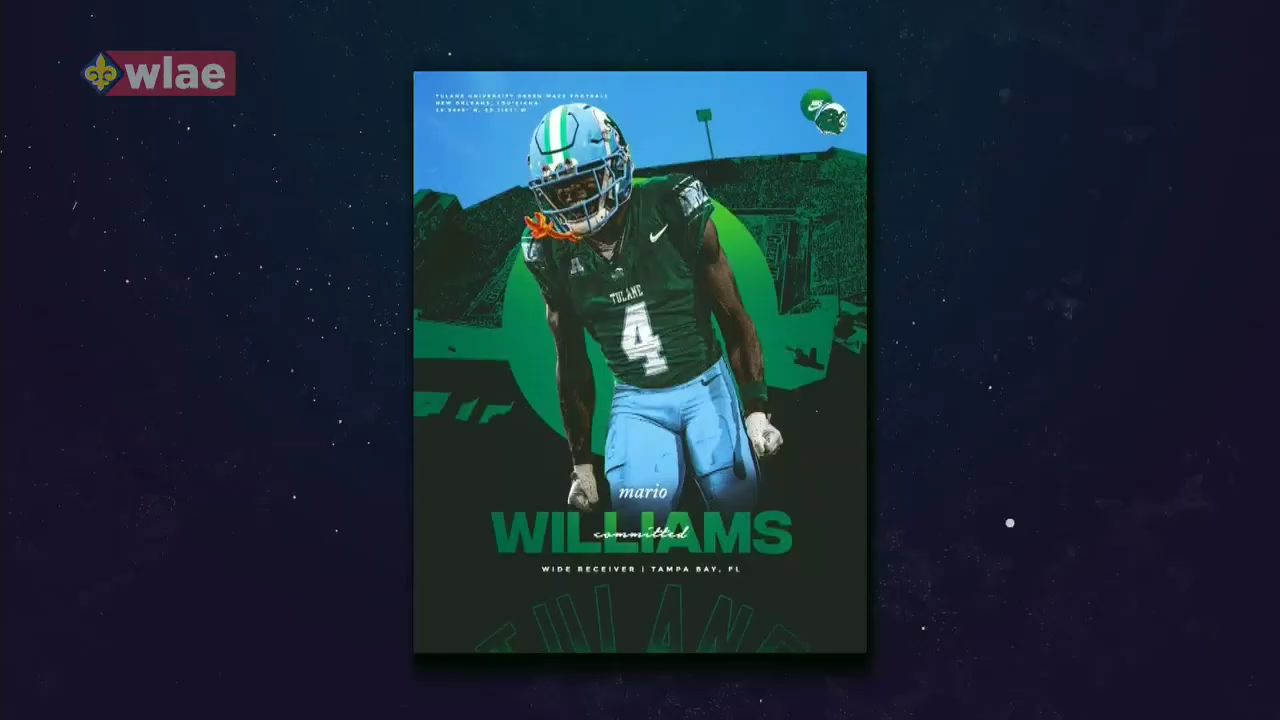 wlae
TULANE UNIVERSITY GREEN WAVE FOOTBALL
NEW ORLEANS, LOUISIANA
TULANE
4
mario
WILLIAMS
committed
WIDE RECEIVER | TAMPA BAY, FL
TULANE